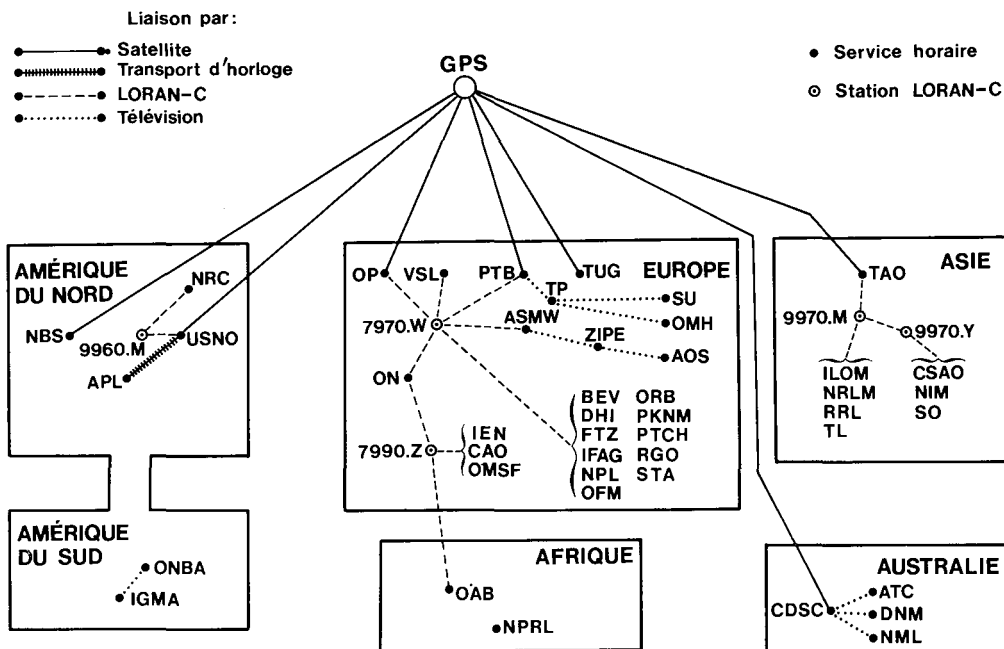 Liaison par:
Satellite
Transport d'horloge
LORAN-C
Télévision
GPS
Service horaire
Station LORAN-C
AMÉRIQUE
DU NORD
NRC
NBS
9960.M
USNO
APL
AMÉRIQUE
DU SUD
ONBA
IGMA
EUROPE
OP
VSL
PTB
TUG
TP
SU
7970.W
ASMW
OMH
ZIPE
AOS
ON
7990.Z
IEN
CAO
OMSF
BEV ORB
DHI PKNM
FTZ PTCH
IFAG RGO
NPL STA
OFM
AFRIQUE
OAB
NPRL
ASIE
TAO
9970.M
9970.Y
ILOM CSAO
NRLM NIM
RRL SO
TL
AUSTRALIE
CDSC
ATC
DNM
NML